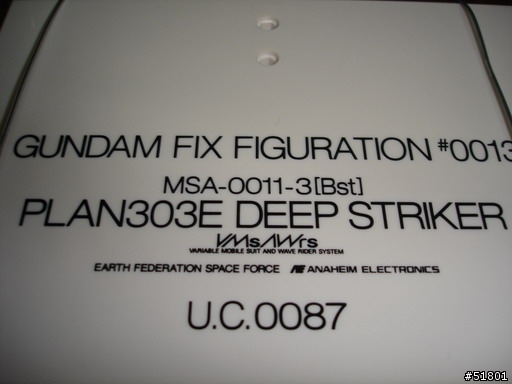 GUNDAM FIX FIGURATION #0013
MSA-0011-3[Bst]
PLAN303E DEEP STRIKER
VMsAWrs
VARIABLE MOBILE SUIT AND WAVE RIDER SYSTEM
EARTH FEDERATION SPACE FORCE AE ANAHEIM ELECTRONICS
U.C.0087
#51801